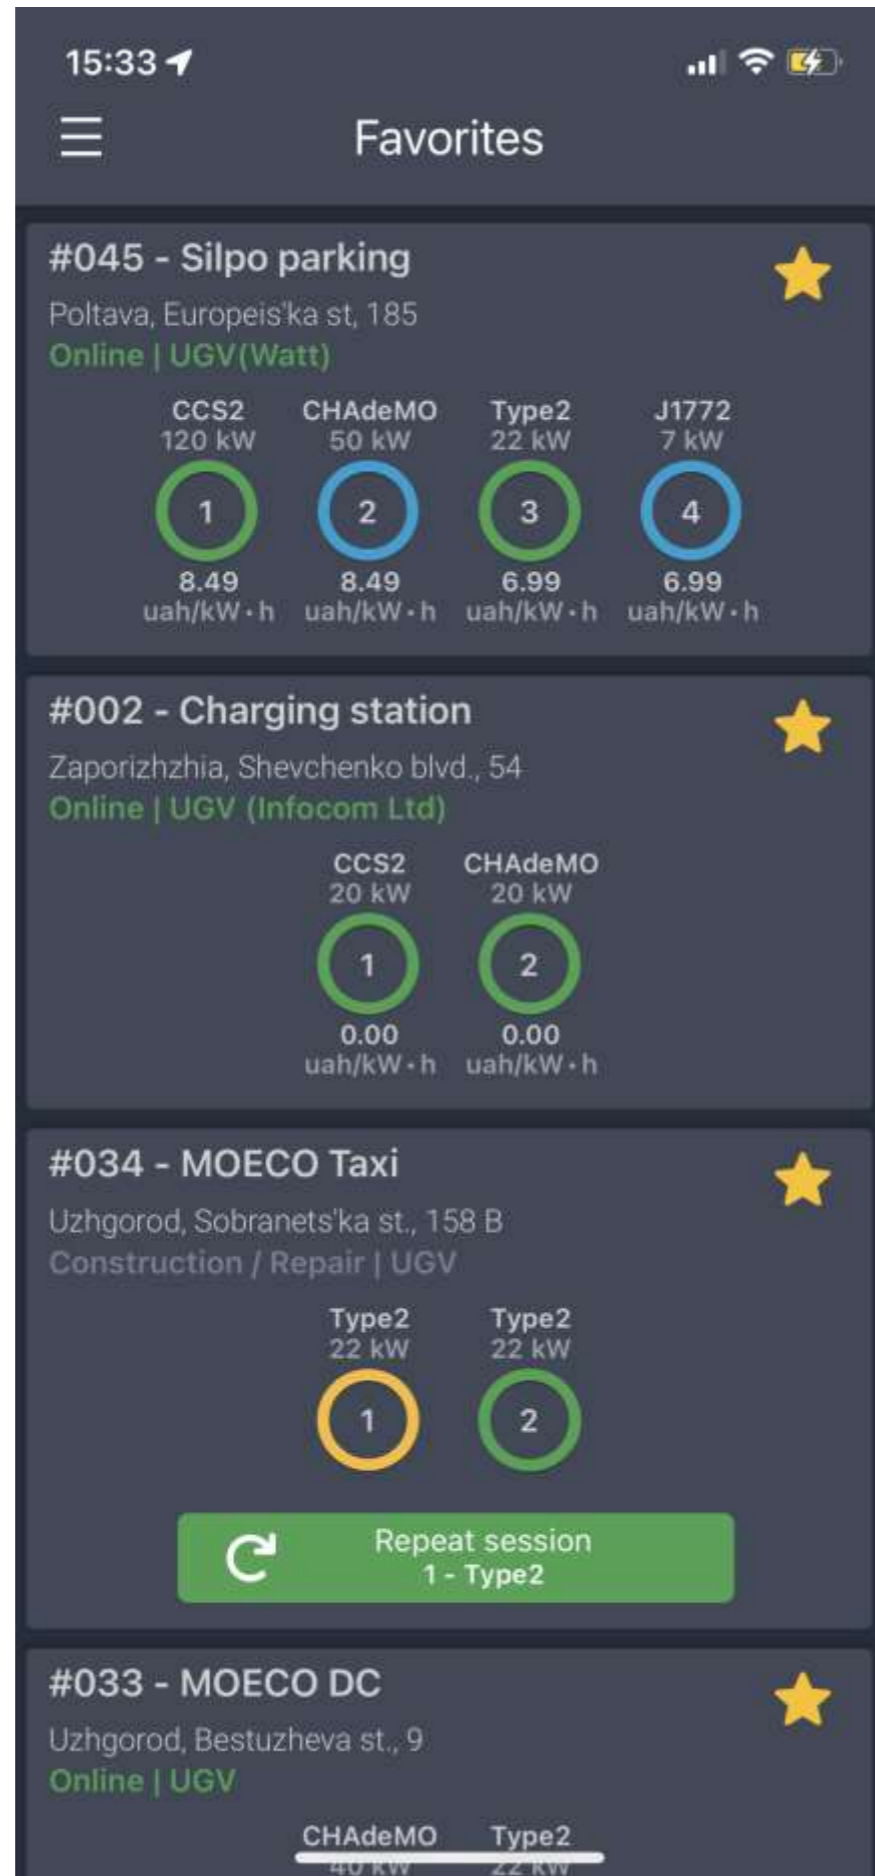 15:33
Favorites
#045 - Silpo parking
Poltava, Europeis'ka st, 185
Online | UGV(Watt)
CCS2 CHAdeMO Type2 J1772
120 kW 50 kW 22 kW 7 kW
1 2 3 4
8.49 8.49 6.99 6.99
uah/kW·h uah/kW·h uah/kW·h uah/kW·h
#002 - Charging station
Zaporizhzhia, Shevchenko blvd., 54
Online | UGV (Infocom Ltd)
CCS2 CHAdeMO
20 kW 20 kW
1 2
0.00 0.00
uah/kW·h uah/kW·h
#034 - MOECO Taxi
Uzhgorod, Sobranets'ka st., 158 B
Construction / Repair | UGV
Type2 Type2
22 kW 22 kW
1 2
Repeat session
1 - Type2
#033 - MOECO DC
Uzhgorod, Bestuzheva st., 9
Online | UGV
CHAdeMO Type2
40 kW 22 kW